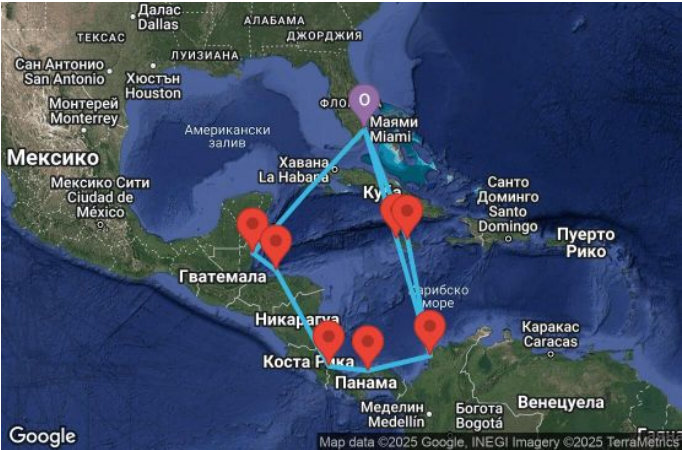 Далас
Dallas
АЛАБАМА
ТЕКСАС
ДЖОРДЖИЯ
ЛУИЗИАНА
Сан Антонио
San Antonio
Хюстън
Houston
ФЛО
O
Монтерей
Monterrey
Маями
Miami
Американски
залив
Мексико
Хавана
La Habana
Мексико Сити
Ciudad de
México
Куба
Санто
Доминго
Santo
Domingo
Пуерто
Рико
Гватемала
Карибско
море
Никарагуа
Каракас
Caracas
Коста Рика
Панама
Венецуела
Меделин
Medellín
Богота
Bogotá
Google
Map data ©2025 Google, INEGI Imagery ©2025 TerraMetrics